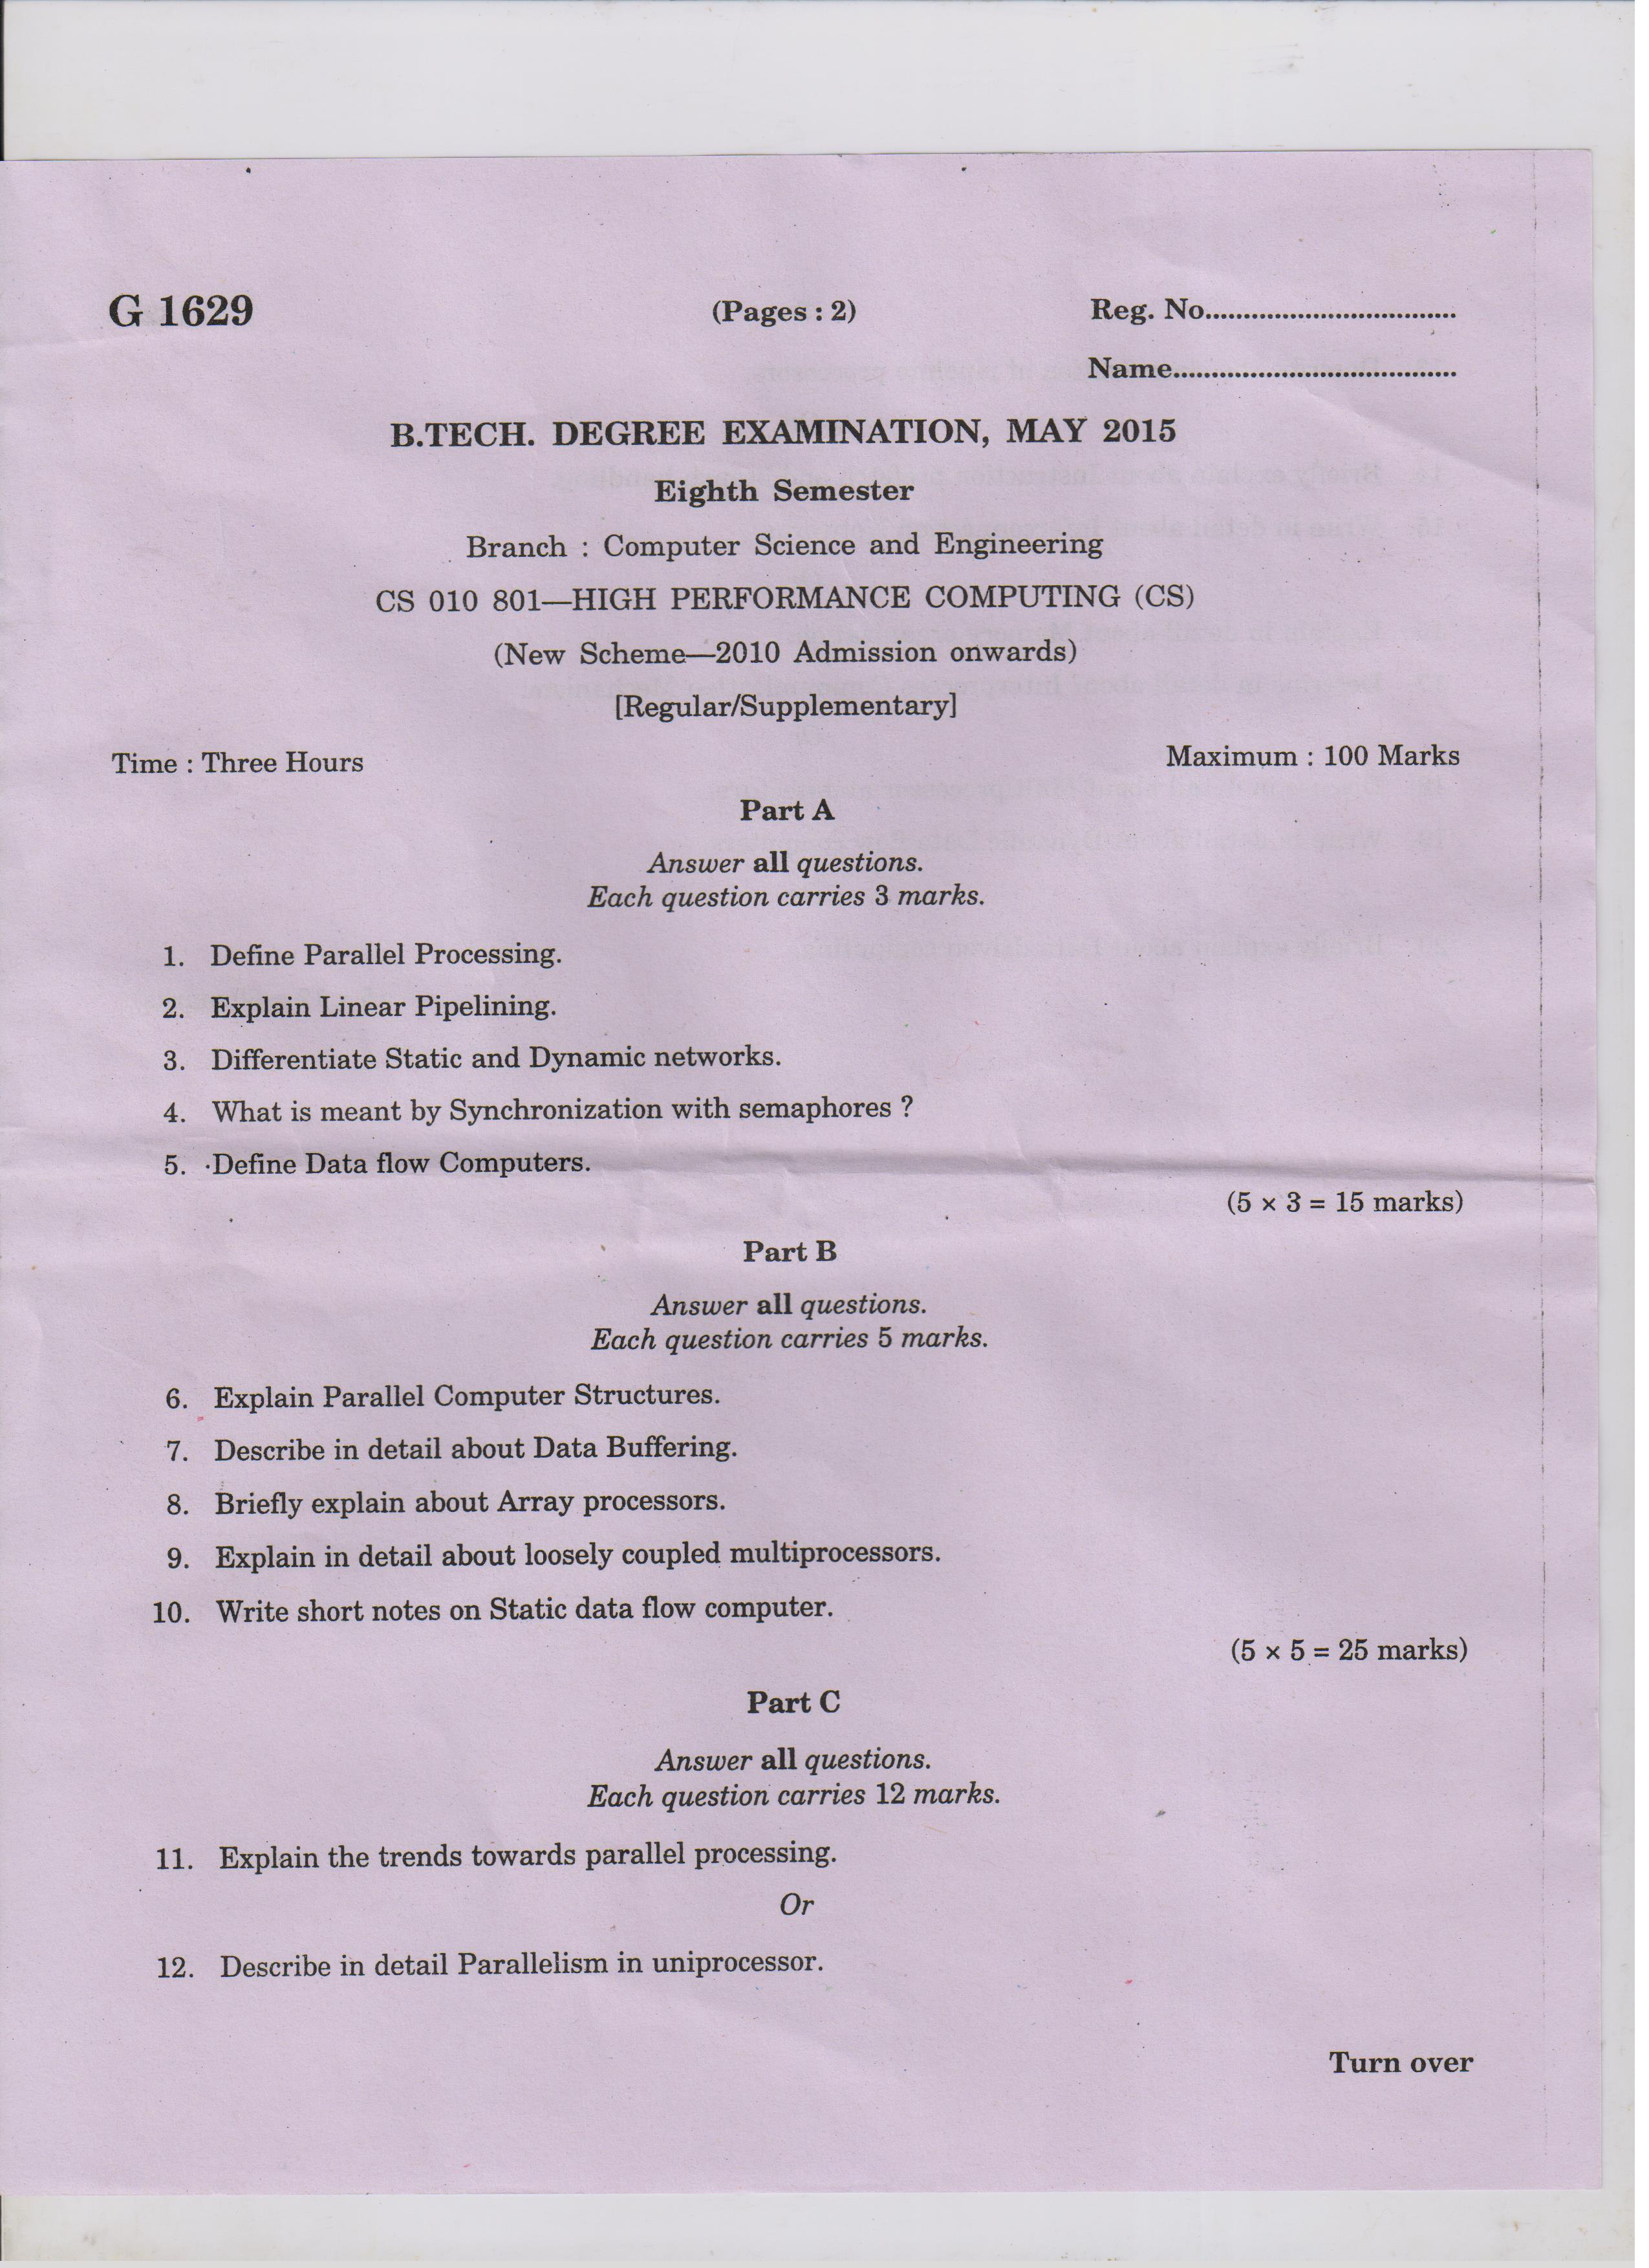 G 1629
(Pages : 2)
Reg. No.................................
Name.....................................
B.TECH. DEGREE EXAMINATION, MAY 2015
Eighth Semester
Branch : Computer Science and Engineering
CS 010 801—HIGH PERFORMANCE COMPUTING (CS)
(New Scheme—2010 Admission onwards)
[Regular/Supplementary]
Time : Three Hours
Maximum : 100 Marks
Part A
Answer all questions.
Each question carries 3 marks.
1. Define Parallel Processing.
2. Explain Linear Pipelining.
3. Differentiate Static and Dynamic networks.
4. What is meant by Synchronization with semaphores ?
5. Define Data flow Computers.
(5 × 3 = 15 marks)
Part B
Answer all questions.
Each question carries 5 marks.
6. Explain Parallel Computer Structures.
7. Describe in detail about Data Buffering.
8. Briefly explain about Array processors.
9. Explain in detail about loosely coupled multiprocessors.
10. Write short notes on Static data flow computer.
(5 × 5 = 25 marks)
Part C
Answer all questions.
Each question carries 12 marks.
11. Explain the trends towards parallel processing.
Or
12. Describe in detail Parallelism in uniprocessor.
Turn over